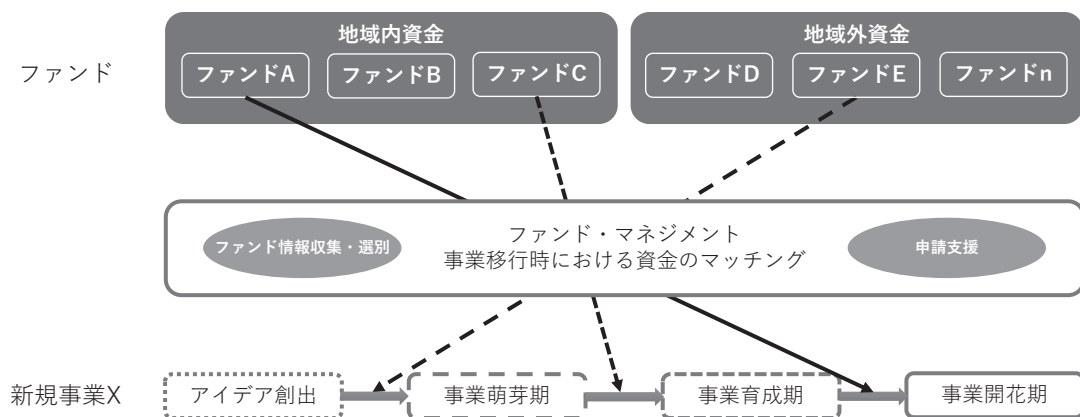 地域内資金
地域外資金
ファンド
ファンドA
ファンドB
ファンドC
ファンドD
ファンドE
ファンドn
ファンド情報収集・選別
ファンド・マネジメント
事業移行時における資金のマッチング
申請支援
新規事業X
アイデア創出
事業萌芽期
事業育成期
事業開花期